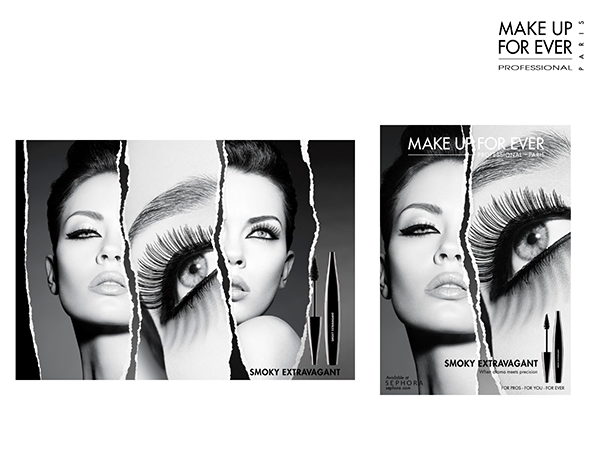 MAKE UP
FOR EVER
PROFESSIONAL
PARIS
SMOKY EXTRAVAGANT
MAKE UP FOR EVER
PROFESSIONAL - PARIS
SMOKY EXTRAVAGANT
When drama meets precision
Available at
SEPHORA
sephora.com
FOR PROS - FOR YOU - FOR EVER